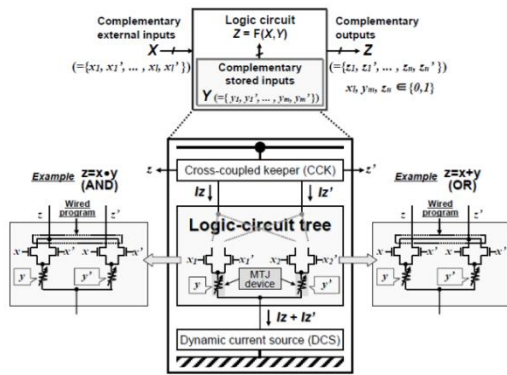 Complementary external inputs
X
(={x1, x1', ... , xl, xl'})
Logic circuit
Z = F(X,Y)
Complementary stored inputs
Y (={y1, y1', ... , ym, ym'})
Complementary outputs
Z
(={z1, z1', ... , zn, zn'})
xl, ym, zn ∈{0,1}
z
Cross-coupled keeper (CCK)
z'
Iz
Iz'
Logic-circuit tree
x1
x1'
x2
x2'
y
MTJ device
y'
Iz + Iz'
Dynamic current source (DCS)
Example
z=x•y
(AND)
z
Wired program
z'
x
x'
x
x'
y
y'
Example
z=x+y
(OR)
z
Wired program
z'
x
x'
x
x'
y
y'